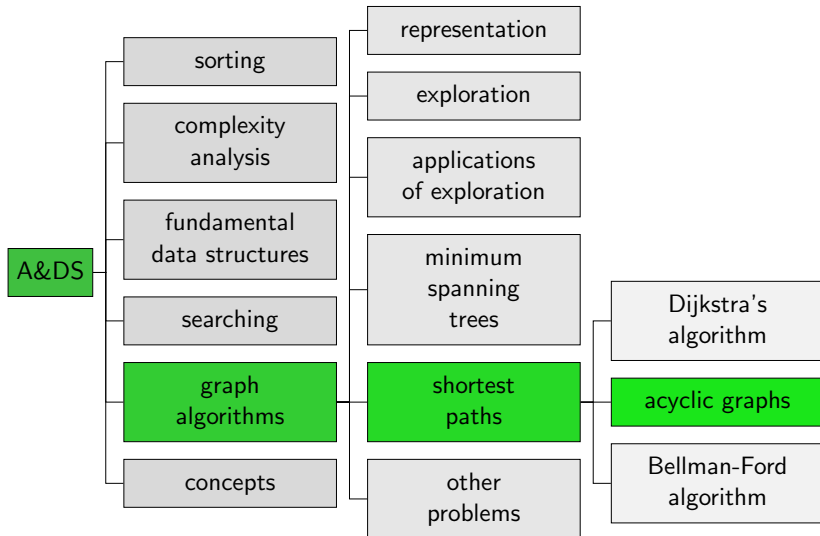 A&DS
sorting
complexity
analysis
fundamental
data structures
searching
graph
algorithms
concepts
representation
exploration
applications
of exploration
minimum
spanning
trees
shortest
paths
other
problems
Dijkstra's
algorithm
acyclic graphs
Bellman-Ford
algorithm